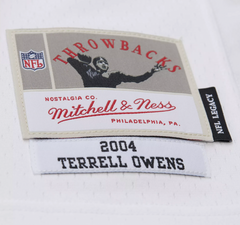 THROWBACKS
NFL
NOSTALGIA CO.
Mitchell & Ness
PHILADELPHIA, PA.
NFL LEGACY
2004
TERRELL OWENS